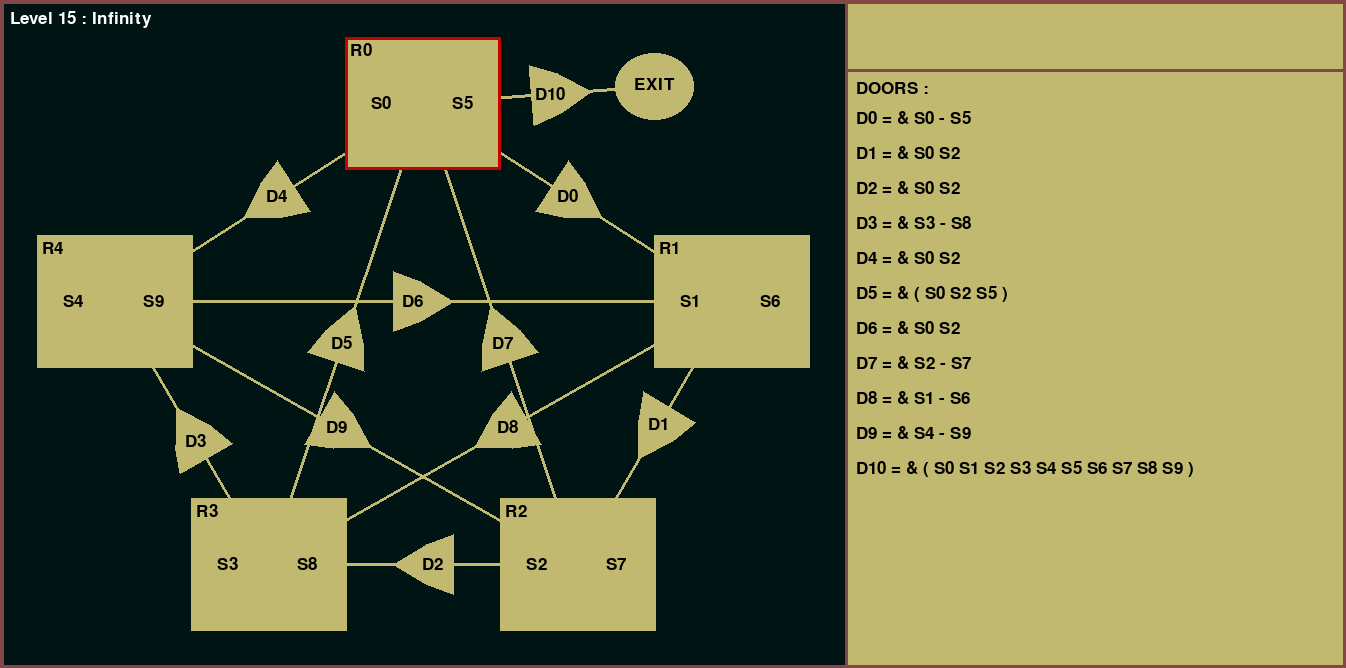 Level 15 : Infinity
R0
S0 S5
D10
EXIT
D4
D0
R4
S4 S9
R1
S1 S6
D6
D5
D7
D9
D8
D3
D1
R3
S3 S8
R2
S2 S7
D2
DOORS :
D0 = & S0 - S5
D1 = & S0 S2
D2 = & S0 S2
D3 = & S3 - S8
D4 = & S0 S2
D5 = & ( S0 S2 S5 )
D6 = & S0 S2
D7 = & S2 - S7
D8 = & S1 - S6
D9 = & S4 - S9
D10 = & ( S0 S1 S2 S3 S4 S5 S6 S7 S8 S9 )